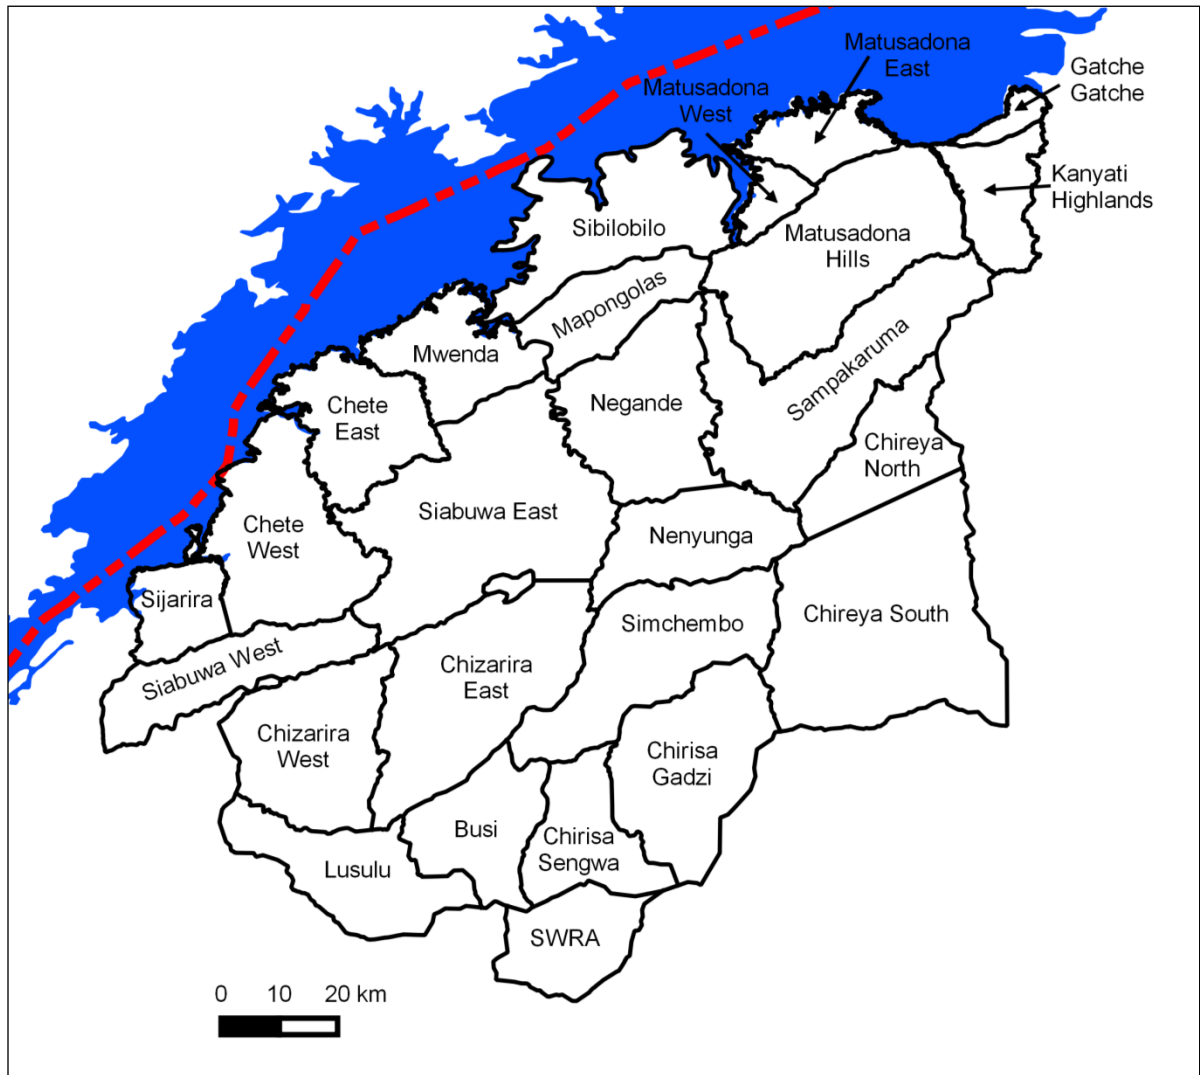 Matusadona
East
Gatche
Gatche
Matusadona
West
Kanyati
Highlands
Sibilobilo
Matusadona
Hills
Mapongolas
Mwenda
Sampakaruma
Chete
East
Negande
Chireya
North
Siabuwa East
Chete
West
Nenyunga
Sijarira
Chireya South
Simchembo
Siabuwa West
Chizarira
East
Chizarira
West
Chirisa
Gadzi
Busi
Chirisa
Sengwa
Lusulu
SWRA
0 10 20 km